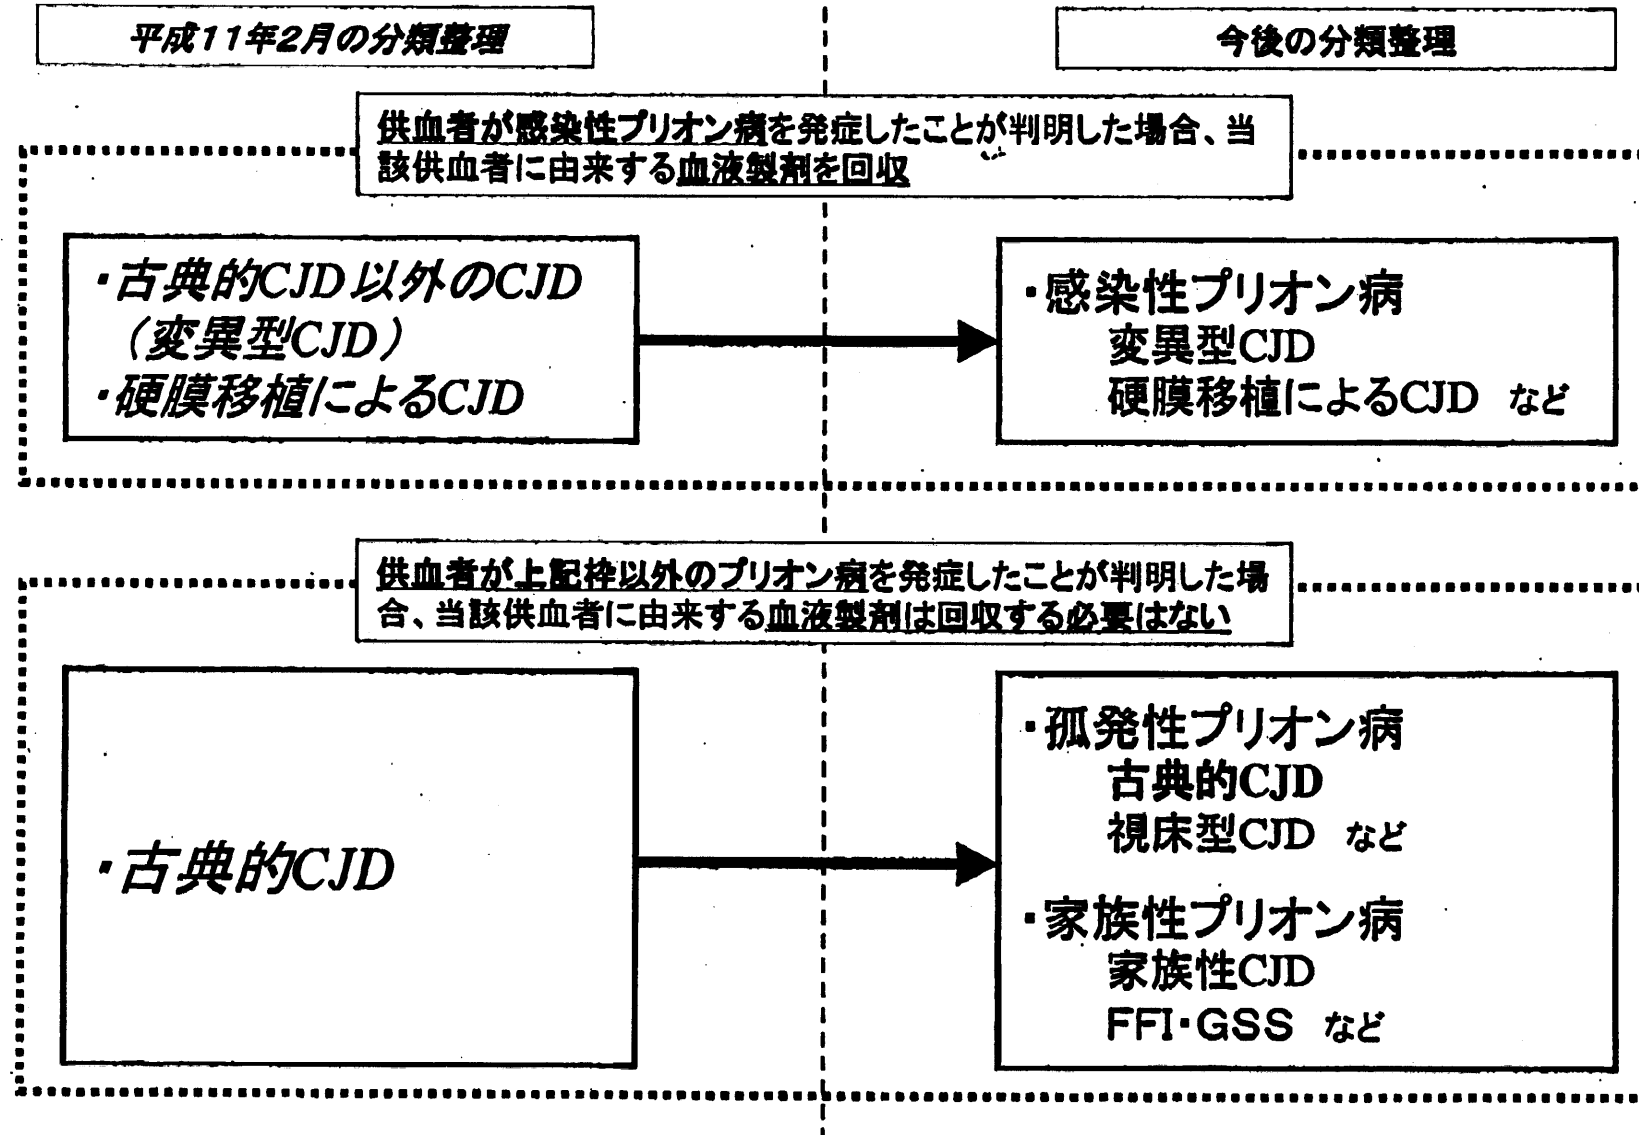 平成11年2月の分類整理
今後の分類整理
供血者が感染性プリオン病を発症したことが判明した場合、当
該供血者に由来する血液製剤を回収
・古典的CJD以外のCJD
（変異型CJD）
・硬膜移植によるCJD
・感染性プリオン病
変異型CJD
硬膜移植によるCJD など
供血者が上記枠以外のプリオン病を発症したことが判明した場
合、当該供血者に由来する血液製剤は回収する必要はない
・古典的CJD
・孤発性プリオン病
古典的CJD
視床型CJD など
・家族性プリオン病
家族性CJD
FFI・GSS など